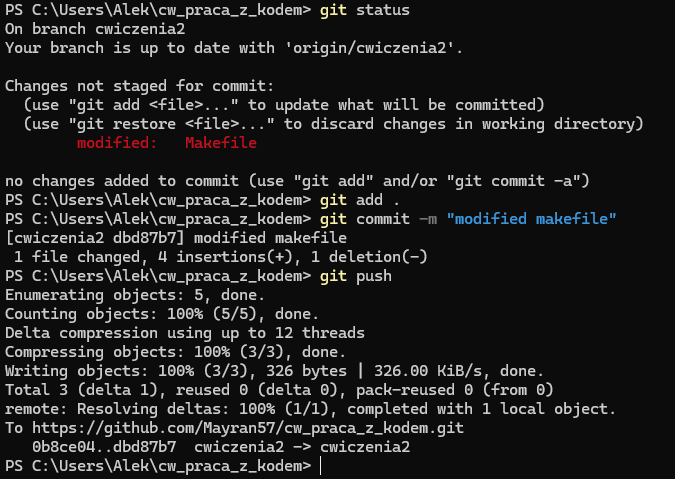 PS C:\Users\Alek\cw_praca_z_kodem> git status
On branch cwiczenia2
Your branch is up to date with 'origin/cwiczenia2'.
Changes not staged for commit:
  (use "git add <file>..." to update what will be committed)
  (use "git restore <file>..." to discard changes in working directory)
        modified:   Makefile
no changes added to commit (use "git add" and/or "git commit -a")
PS C:\Users\Alek\cw_praca_z_kodem> git add .
PS C:\Users\Alek\cw_praca_z_kodem> git commit -m "modified makefile"
[cwiczenia2 dbd87b7] modified makefile
 1 file changed, 4 insertions(+), 1 deletion(-)
PS C:\Users\Alek\cw_praca_z_kodem> git push
Enumerating objects: 5, done.
Counting objects: 100% (5/5), done.
Delta compression using up to 12 threads
Compressing objects: 100% (3/3), done.
Writing objects: 100% (3/3), 326 bytes | 326.00 KiB/s, done.
Total 3 (delta 1), reused 0 (delta 0), pack-reused 0 (from 0)
remote: Resolving deltas: 100% (1/1), completed with 1 local object.
To https://github.com/Mayran57/cw_praca_z_kodem.git
   0b8ce04..dbd87b7  cwiczenia2 -> cwiczenia2
PS C:\Users\Alek\cw_praca_z_kodem>